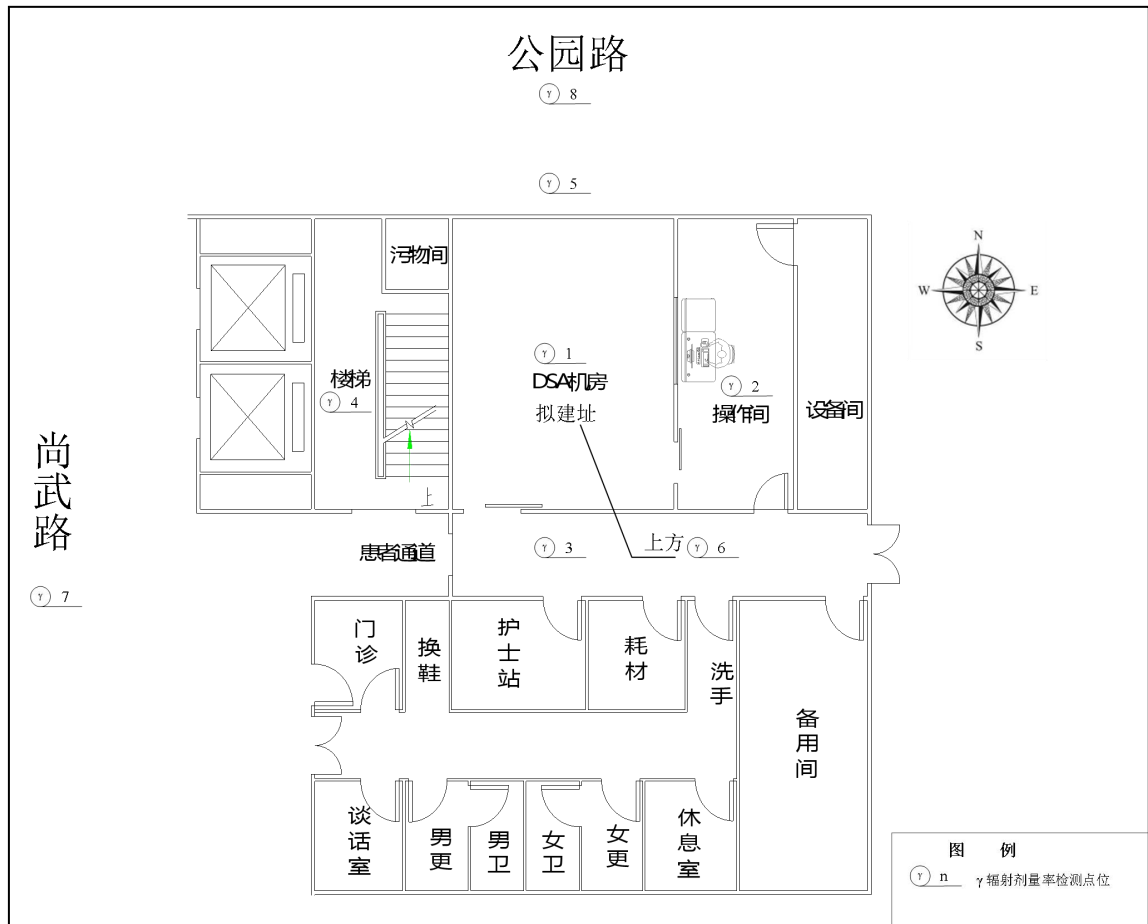 公园路
γ 8
γ 5
污物间
N
W E
S
γ 1
DSA机房
拟建址
楼梯
γ 4
γ 2
操作间
设备间
尚武路
上
患者通道
γ 3
上方
γ 6
γ 7
门诊
换鞋
护士站
耗材
洗手
备用间
谈话室
男更
男卫
女卫
女更
休息室
图 例
γ n γ辐射剂量率检测点位